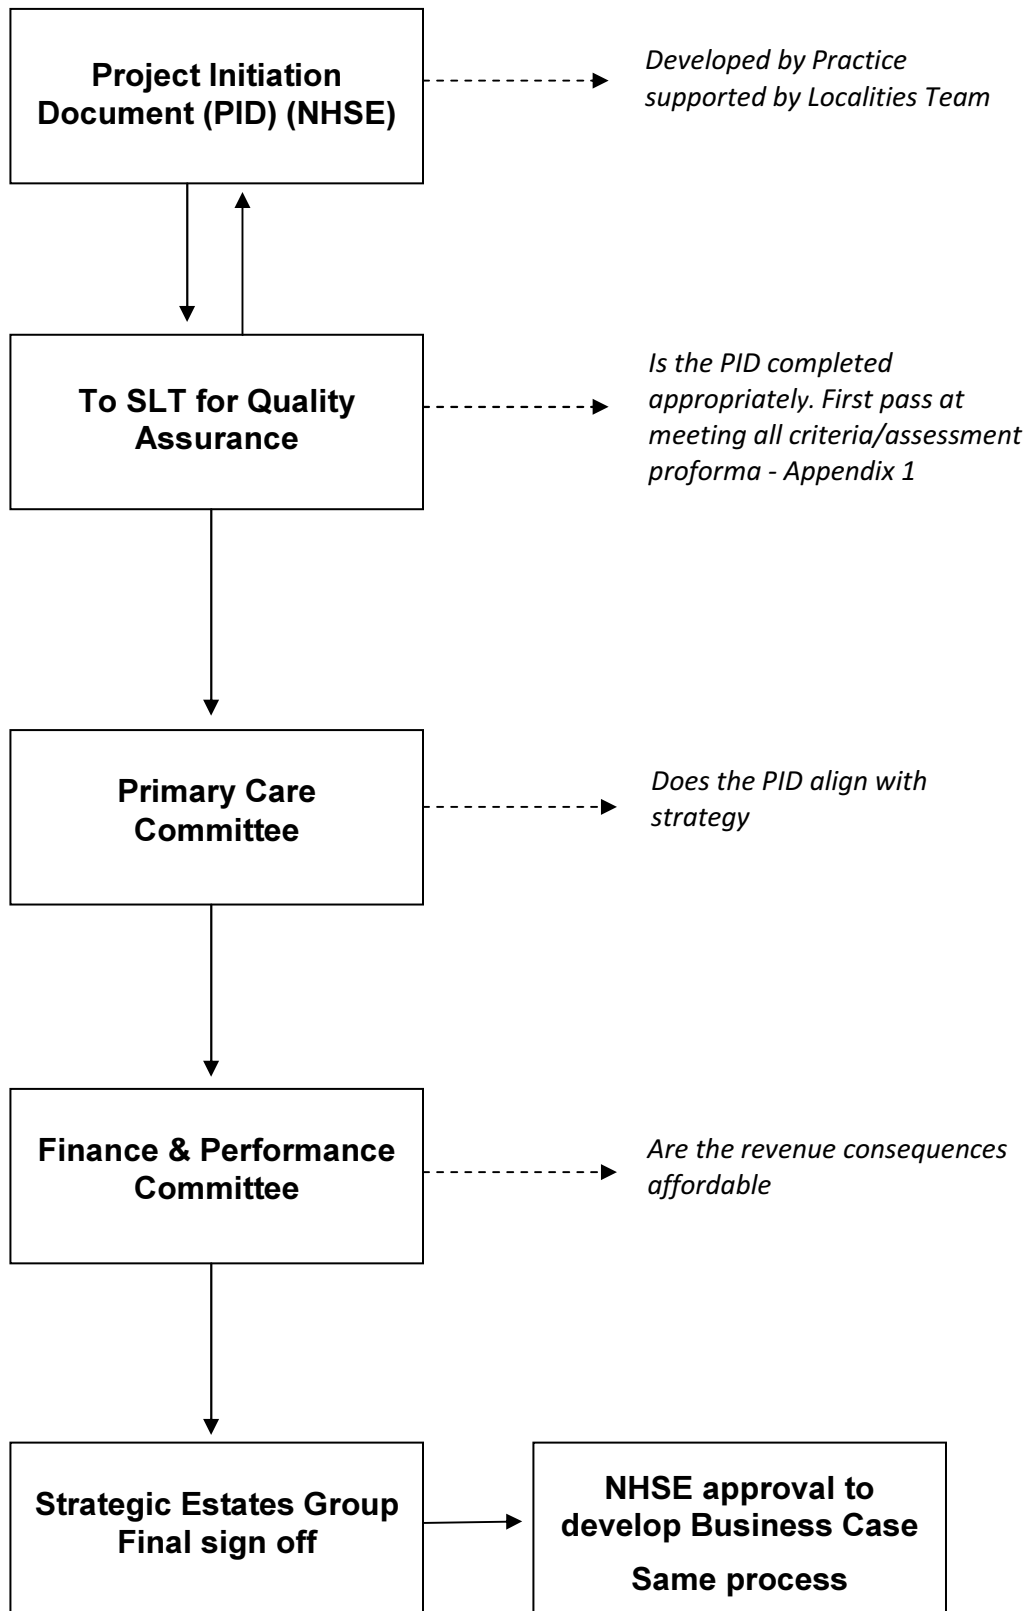 Project Initiation
Document (PID) (NHSE)
Developed by Practice
supported by Localities Team
To SLT for Quality
Assurance
Is the PID completed
appropriately. First pass at
meeting all criteria/assessment
proforma - Appendix 1
Primary Care
Committee
Does the PID align with
strategy
Finance & Performance
Committee
Are the revenue consequences
affordable
Strategic Estates Group
Final sign off
NHSE approval to
develop Business Case
Same process